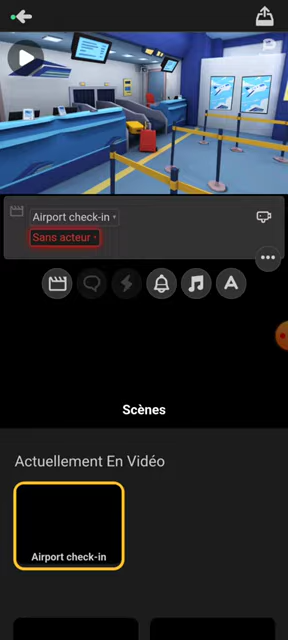 Airport check-in
Sans acteur
Scènes
Actuellement En Vidéo
Airport check-in